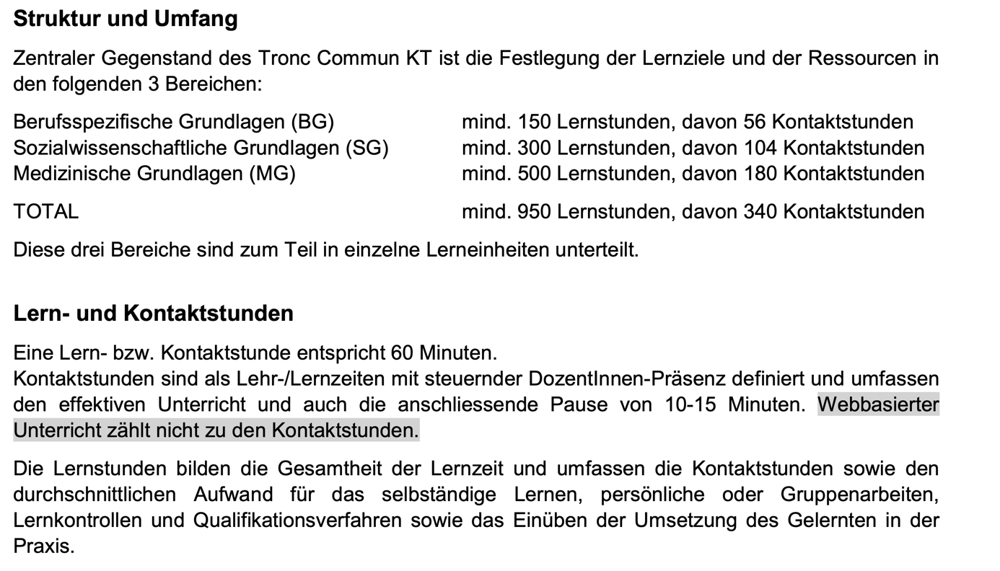 Struktur und Umfang
Zentraler Gegenstand des Tronc Commun KT ist die Festlegung der Lernziele und der Ressourcen in
den folgenden 3 Bereichen:
Berufsspezifische Grundlagen (BG) mind. 150 Lernstunden, davon 56 Kontaktstunden
Sozialwissenschaftliche Grundlagen (SG) mind. 300 Lernstunden, davon 104 Kontaktstunden
Medizinische Grundlagen (MG) mind. 500 Lernstunden, davon 180 Kontaktstunden
TOTAL mind. 950 Lernstunden, davon 340 Kontaktstunden
Diese drei Bereiche sind zum Teil in einzelne Lerneinheiten unterteilt.
Lern- und Kontaktstunden
Eine Lern- bzw. Kontaktstunde entspricht 60 Minuten.
Kontaktstunden sind als Lehr-/Lernzeiten mit steuernder DozentInnen-Präsenz definiert und umfassen
den effektiven Unterricht und auch die anschliessende Pause von 10-15 Minuten. Webbasierter
Unterricht zählt nicht zu den Kontaktstunden.
Die Lernstunden bilden die Gesamtheit der Lernzeit und umfassen die Kontaktstunden sowie den
durchschnittlichen Aufwand für das selbständige Lernen, persönliche oder Gruppenarbeiten,
Lernkontrollen und Qualifikationsverfahren sowie das Einüben der Umsetzung des Gelernten in der
Praxis.